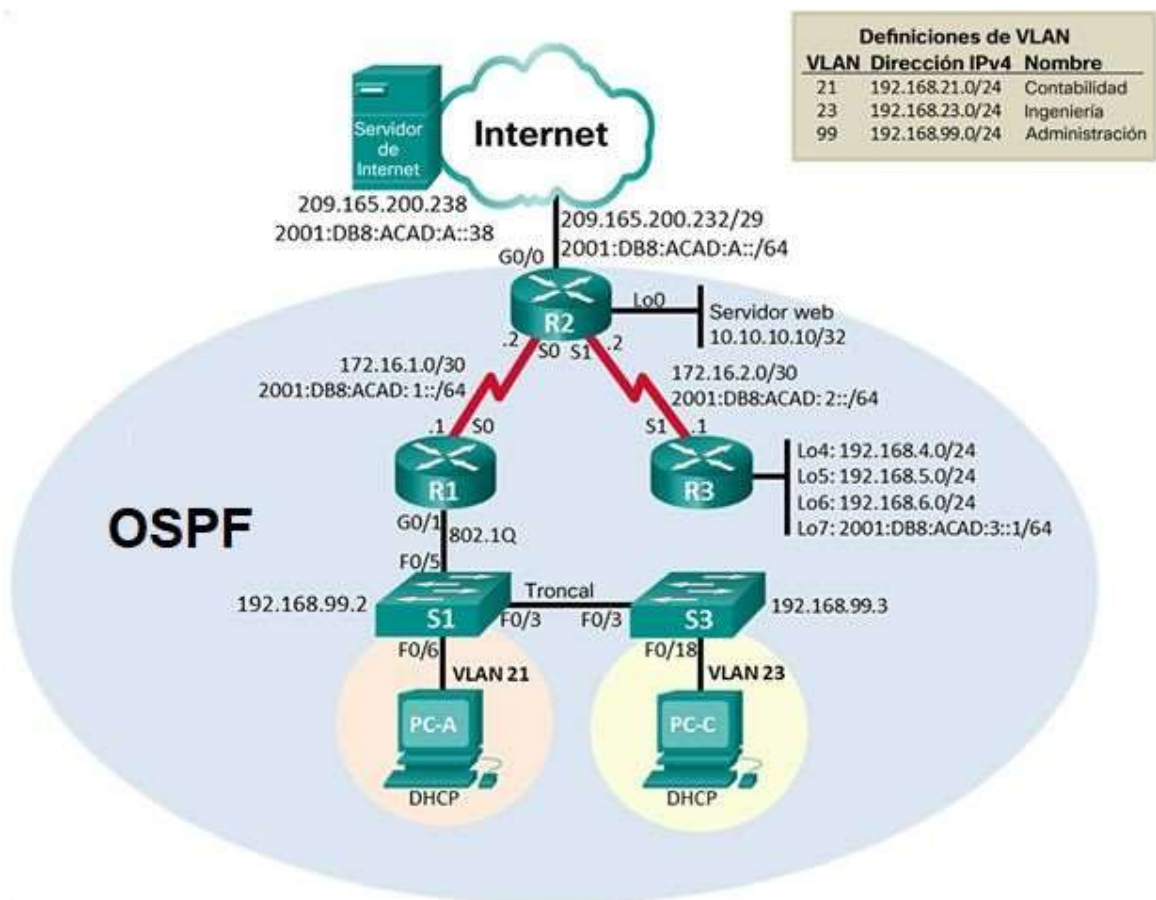 Definiciones de VLAN
VLAN Dirección IPv4 Nombre
21 192.168.21.0/24 Contabilidad
23 192.168.23.0/24 Ingeniería
99 192.168.99.0/24 Administración
Servidor
de
Internet
Internet
209.165.200.238
2001:DB8:ACAD:A::38
209.165.200.232/29
2001:DB8:ACAD:A::/64
G0/0
R2
Lo0
Servidor web
10.10.10.10/32
.2
S0
S1
.2
172.16.1.0/30
2001:DB8:ACAD: 1::/64
172.16.2.0/30
2001:DB8:ACAD: 2::/64
.1
S0
S1
.1
R1
R3
Lo4: 192.168.4.0/24
Lo5: 192.168.5.0/24
Lo6: 192.168.6.0/24
Lo7: 2001:DB8:ACAD:3::1/64
OSPF
G0/1
802.1Q
F0/5
192.168.99.2
S1
Troncal
F0/3
F0/3
S3
192.168.99.3
F0/6
VLAN 21
F0/18
VLAN 23
PC-A
PC-C
DHCP
DHCP